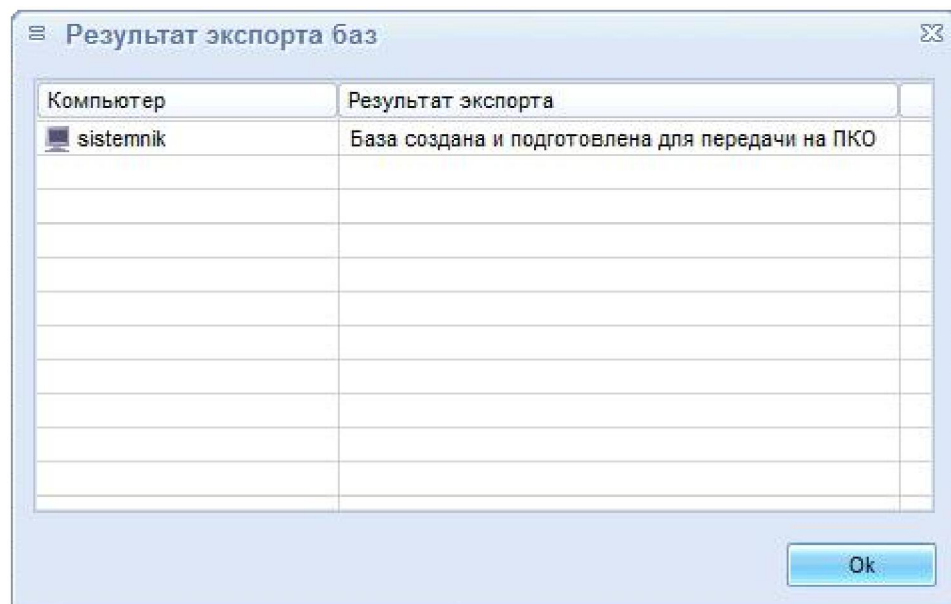 Результат экспорта баз
Компьютер Результат экспорта
sistemnik База создана и подготовлена для передачи на ПКО
Ok